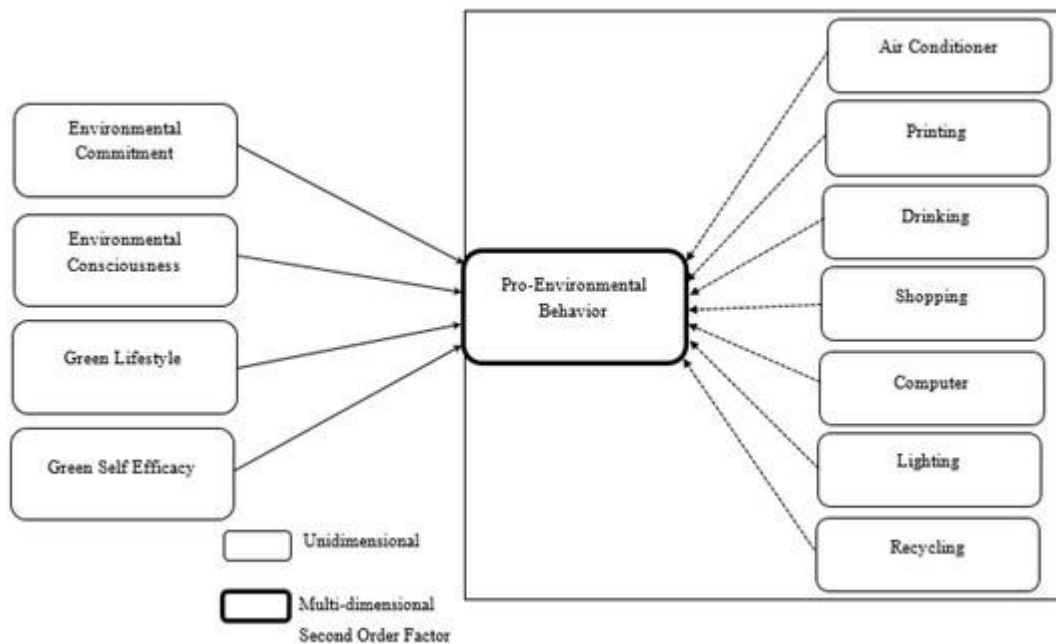 Environmental
Commitment
Environmental
Consciousness
Green Lifestyle
Green Self Efficacy
Pro-Environmental
Behavior
Air Conditioner
Printing
Drinking
Shopping
Computer
Lighting
Recycling
Unidimensional
Multi-dimensional
Second Order Factor